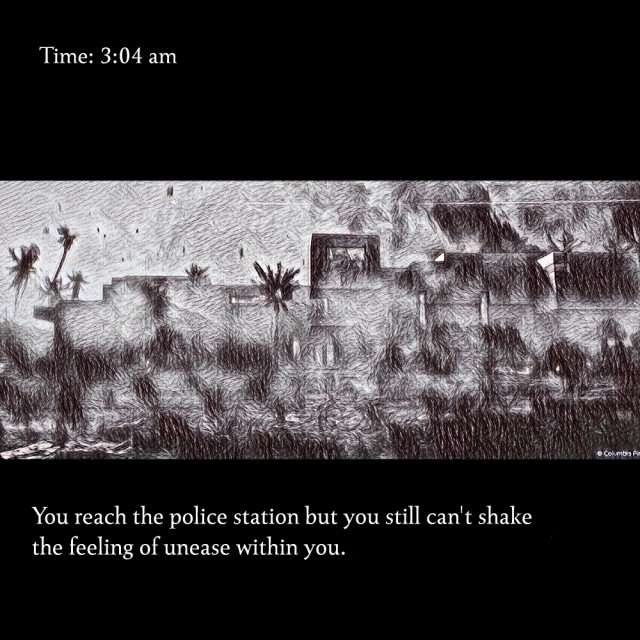 Time: 3:04 am
© Columbia
You reach the police station but you still can't shake
the feeling of unease within you.